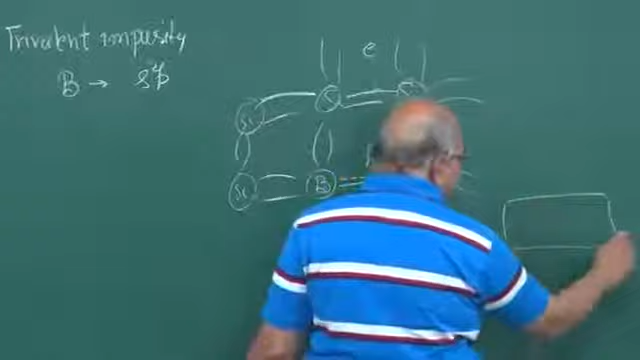 Trivalent impurity
B →
e
Si
S
Si
B